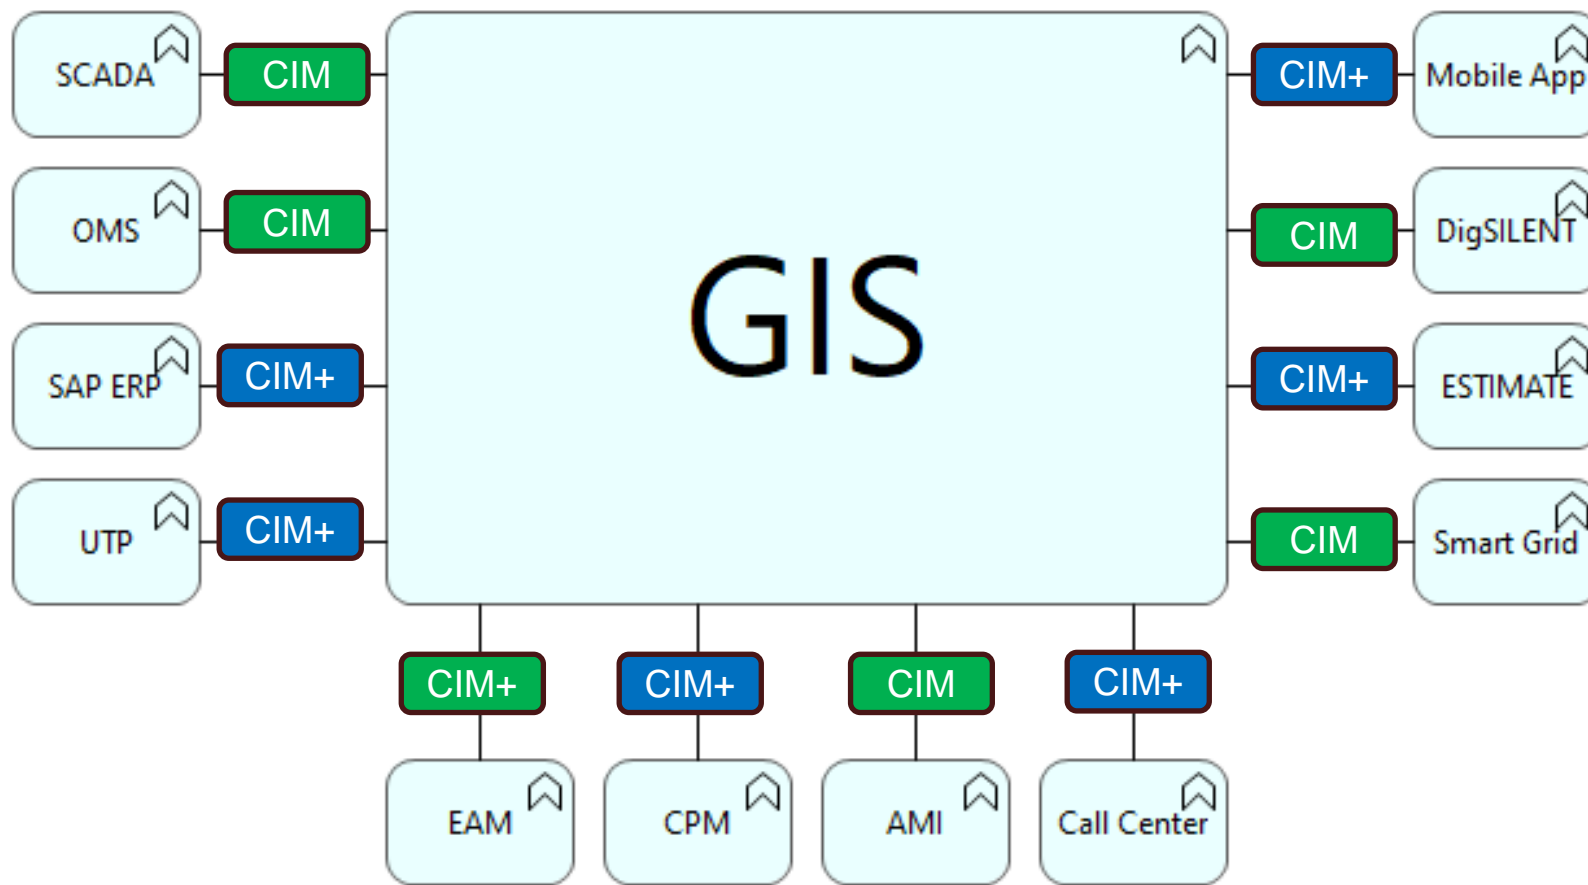 SCADA
CIM
CIM+
Mobile App
OMS
CIM
CIM
DigSILENT
GIS
SAP ERP
CIM+
CIM+
ESTIMATE
UTP
CIM+
CIM
Smart Grid
CIM+
CIM+
CIM
CIM+
EAM
CPM
AMI
Call Center